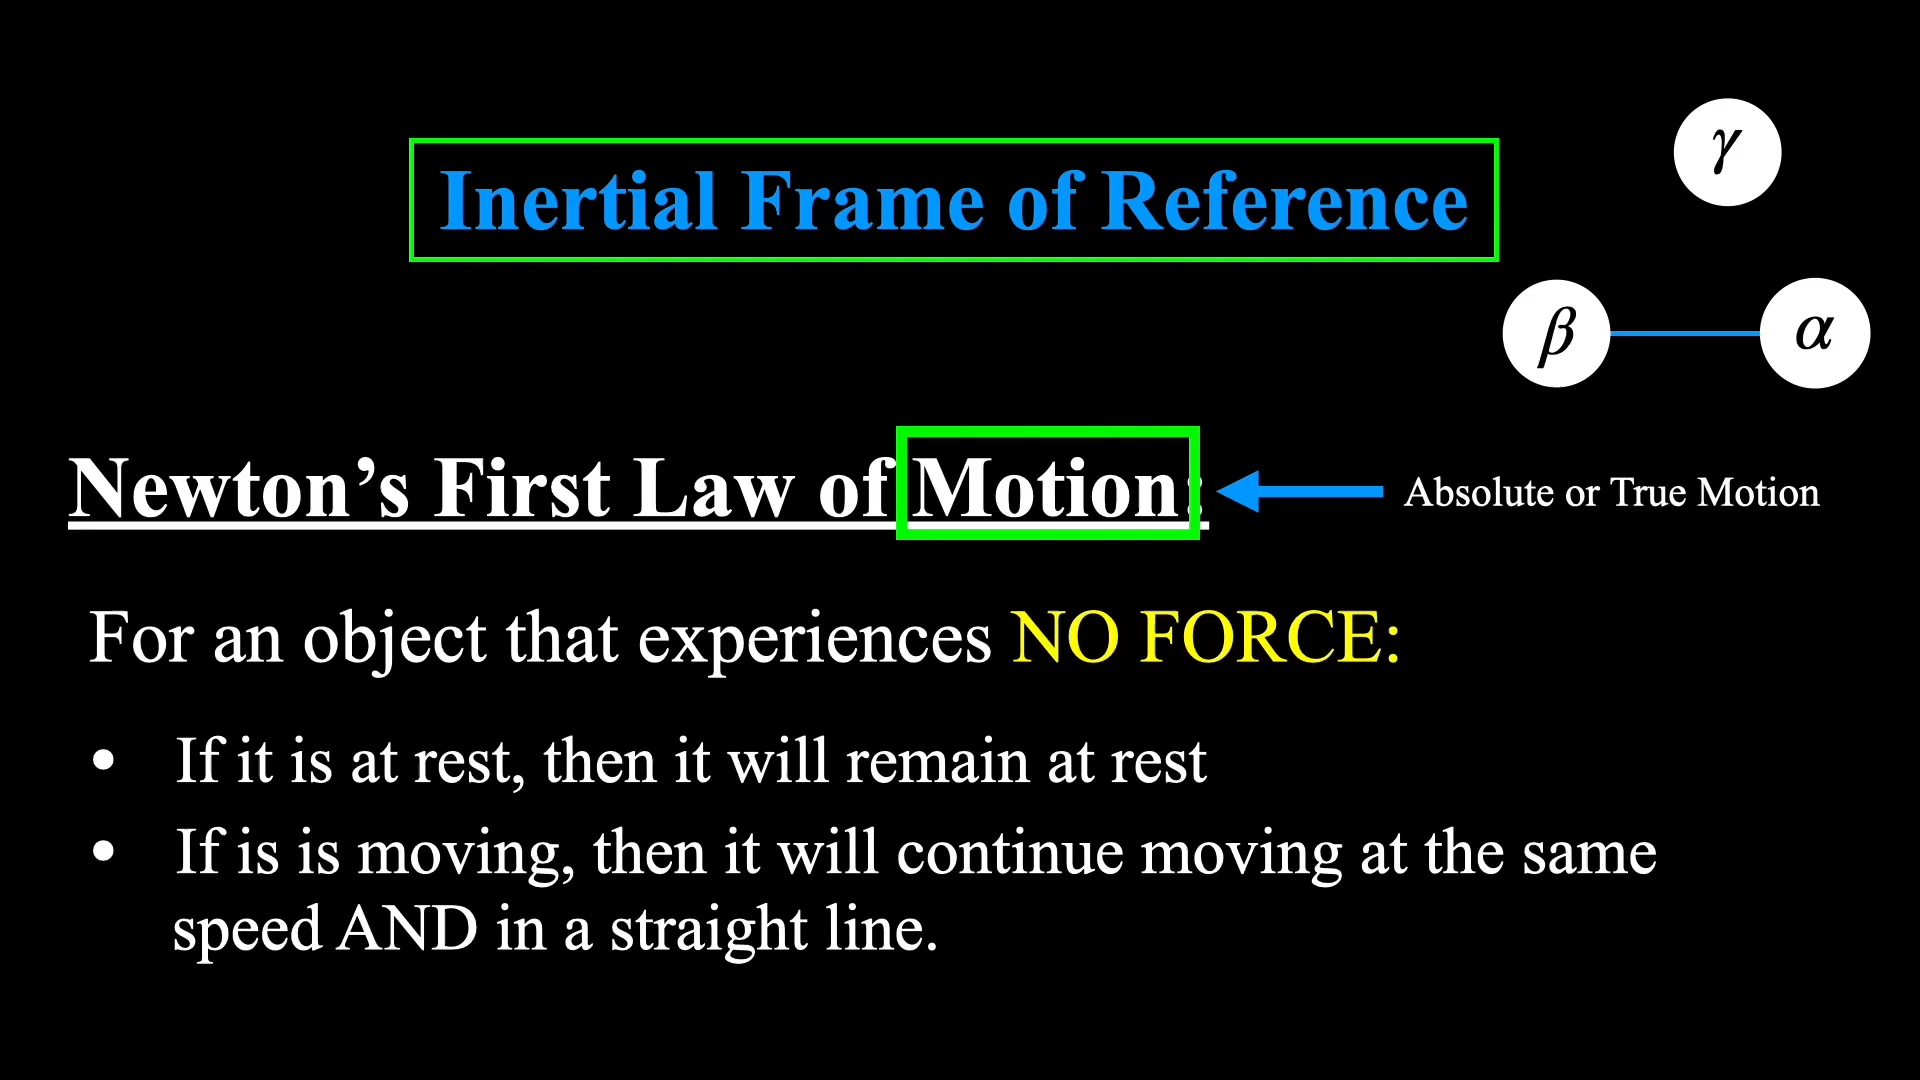 Inertial Frame of Reference
γ
β
α
Newton’s First Law of Motion:
Absolute or True Motion
For an object that experiences NO FORCE:
• If it is at rest, then it will remain at rest
• If is is moving, then it will continue moving at the same
speed AND in a straight line.